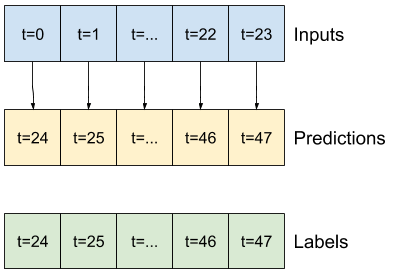 t=0 t=1 t=... t=22 t=23 Inputs
t=24 t=25 t=... t=46 t=47 Predictions
t=24 t=25 t=... t=46 t=47 Labels